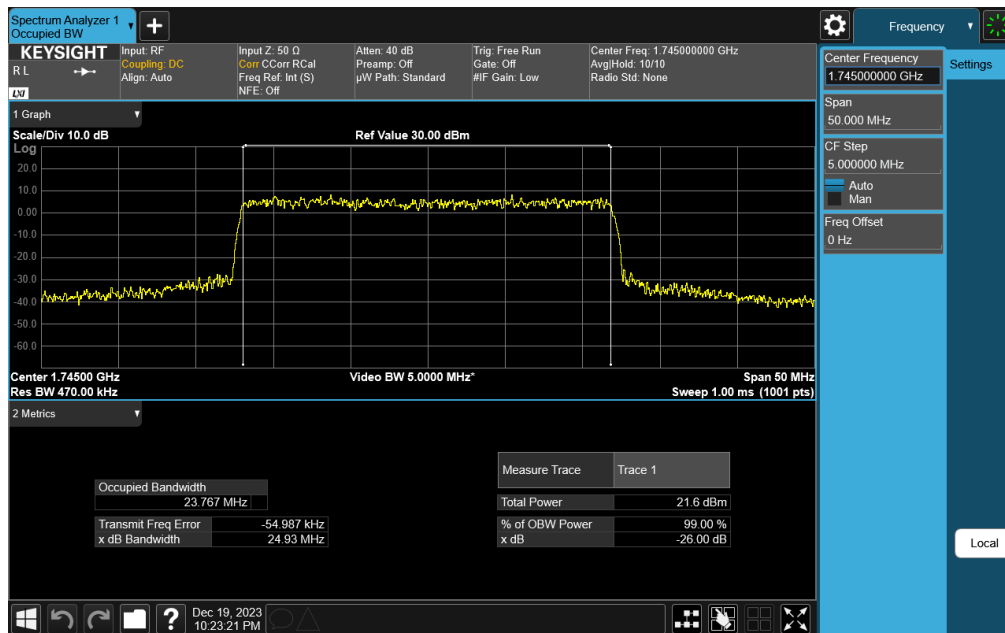 Spectrum Analyzer 1
Occupied BW
Frequency
KEYSIGHT
R L
LXI
Input: RF
Coupling: DC
Align: Auto
Input Z: 50 Ω
Corr CCorr RCal
Freq Ref: Int (S)
NFE: Off
Atten: 40 dB
Preamp: Off
µW Path: Standard
Trig: Free Run
Gate: Off
#IF Gain: Low
Center Freq: 1.745000000 GHz
Avg|Hold: 10/10
Radio Std: None
Center Frequency
1.745000000 GHz
Settings
Span
50.000 MHz
CF Step
5.000000 MHz
Auto
Man
Freq Offset
0 Hz
Local
1 Graph
Scale/Div 10.0 dB
Ref Value 30.00 dBm
Log
20.0
10.0
0.00
-10.0
-20.0
-30.0
-40.0
-50.0
-60.0
Center 1.74500 GHz
Video BW 5.0000 MHz*
Span 50 MHz
Res BW 470.00 kHz
Sweep 1.00 ms (1001 pts)
2 Metrics
Occupied Bandwidth
23.767 MHz
Transmit Freq Error -54.987 kHz
x dB Bandwidth 24.93 MHz
Measure Trace Trace 1
Total Power 21.6 dBm
% of OBW Power 99.00 %
x dB -26.00 dB
?
Dec 19, 2023
10:23:21 PM